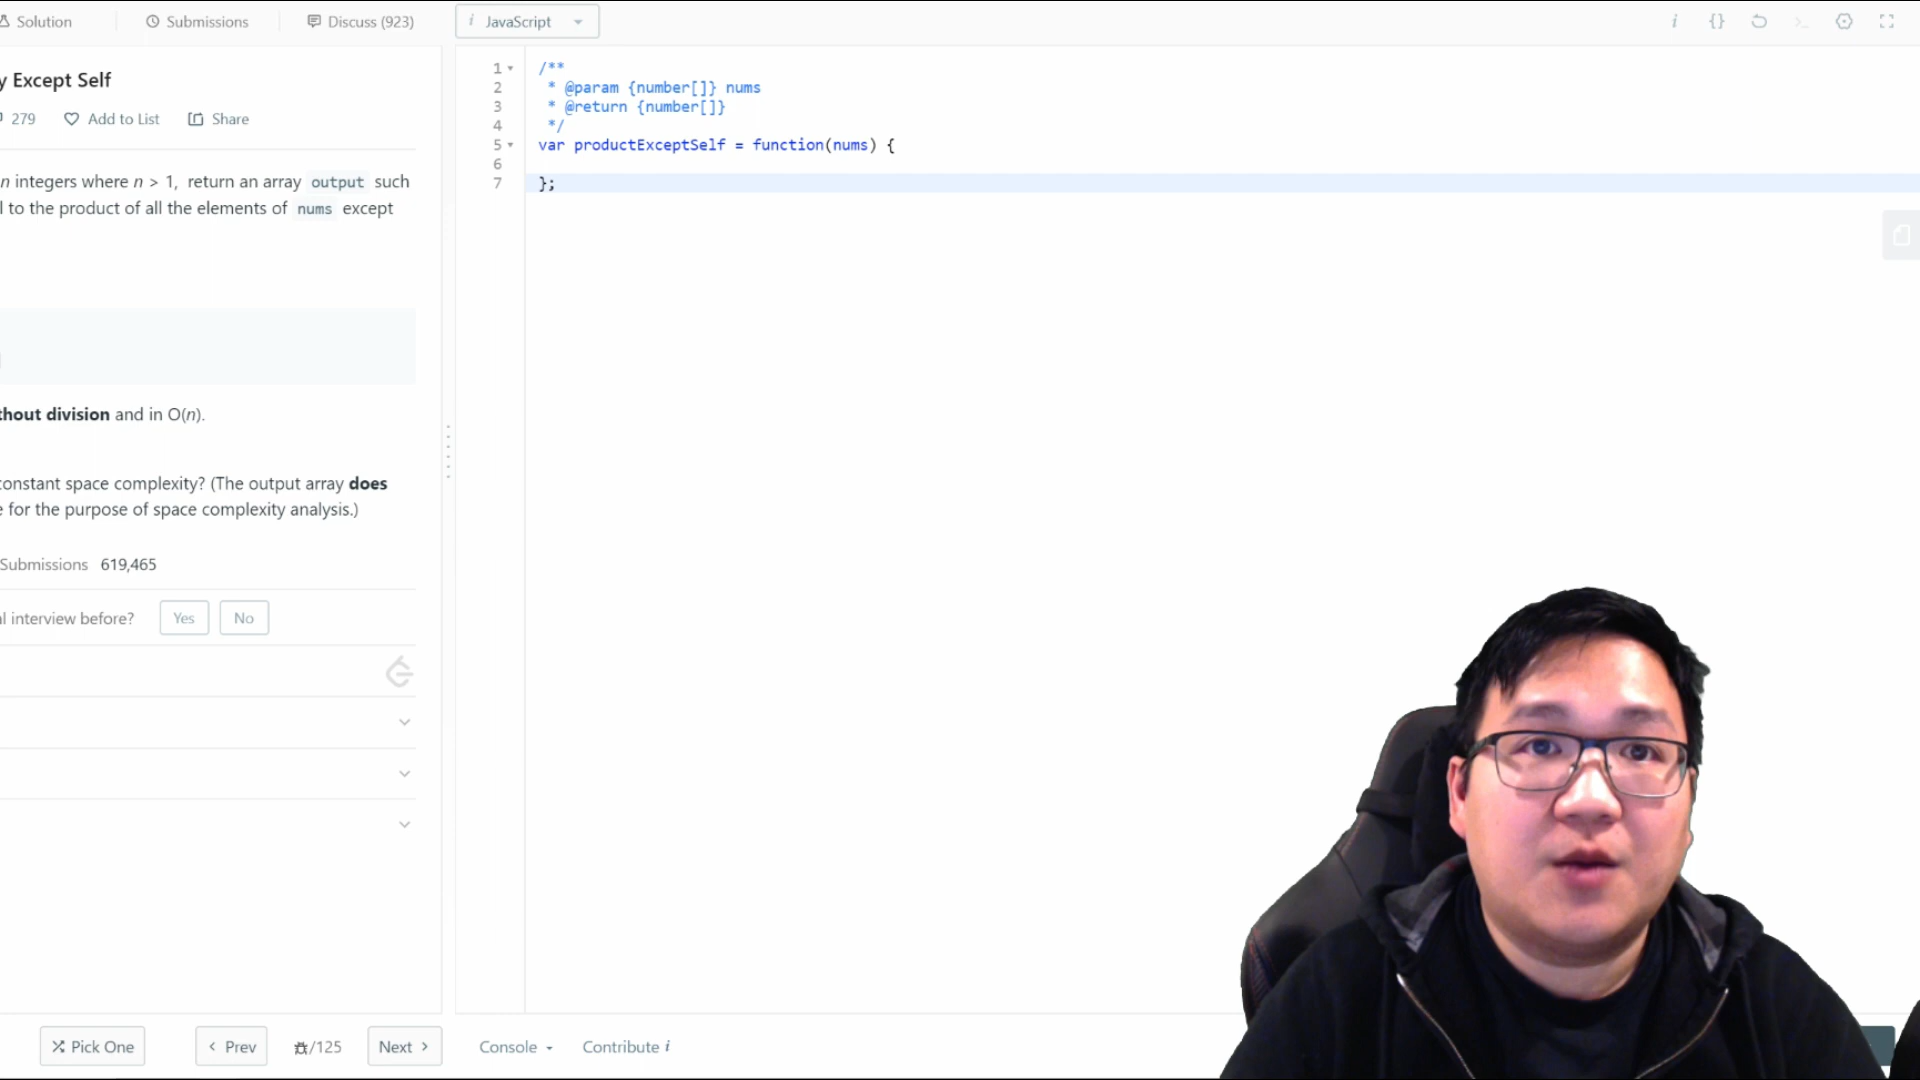 Solution
Submissions
Discuss (923)
i JavaScript
y Except Self
279
Add to List
Share
n integers where n > 1, return an array output such
l to the product of all the elements of nums except
thout division and in O(n).
constant space complexity? (The output array does
e for the purpose of space complexity analysis.)
Submissions 619,465
al interview before?
Yes
No
Pick One
< Prev
/125
Next >
1
2
3
4
5
6
7
/**
* @param {number[]} nums
* @return {number[]}
*/
var productExceptSelf = function(nums) {
};
i {}
Console
Contribute i